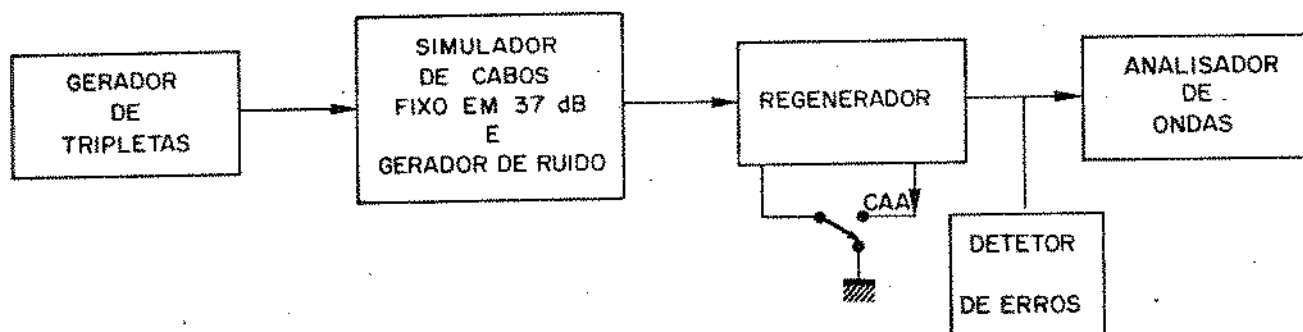 GERADOR
DE
TRIPLETAS
SIMULADOR
DE CABOS
FIXO EM 37 dB
E
GERADOR DE RUIDO
REGENERADOR
CAA
ANALISADOR
DE
ONDAS
DETETOR
DE ERROS